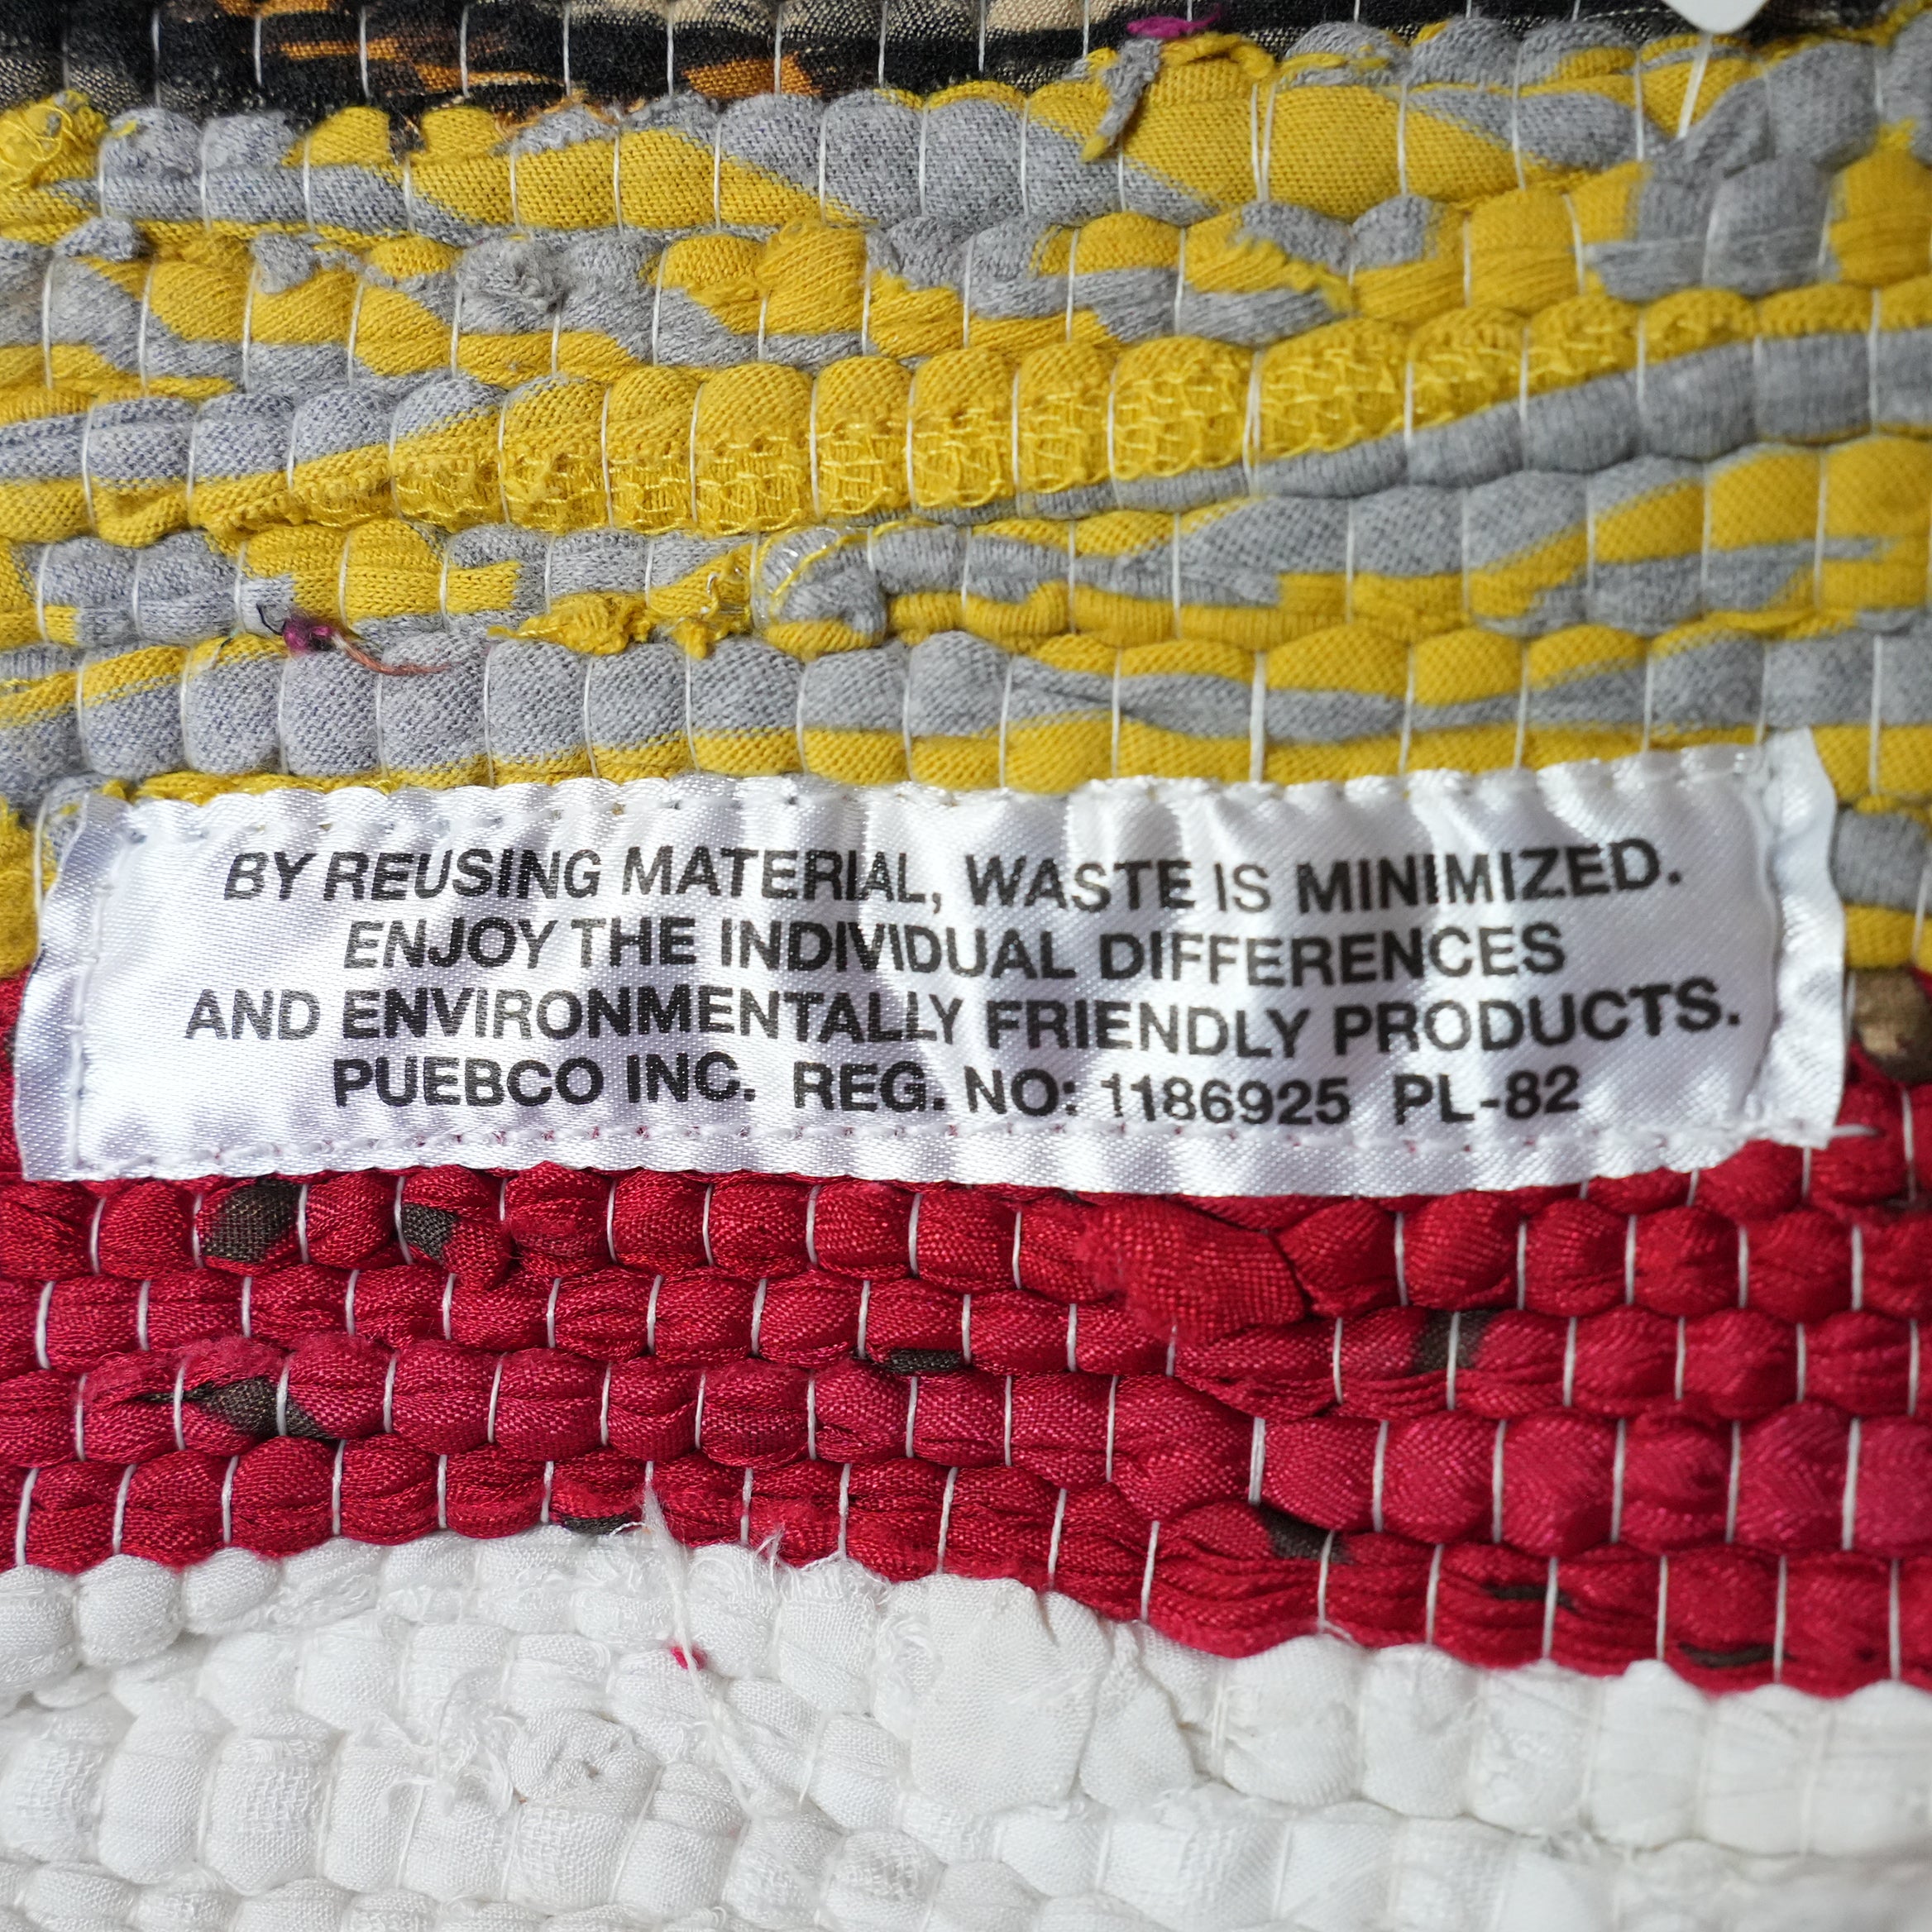 BY REUSING MATERIAL, WASTE IS MINIMIZED.
ENJOY THE INDIVIDUAL DIFFERENCES
AND ENVIRONMENTALLY FRIENDLY PRODUCTS.
PUEBCO INC. REG. NO: 1186925 PL-82